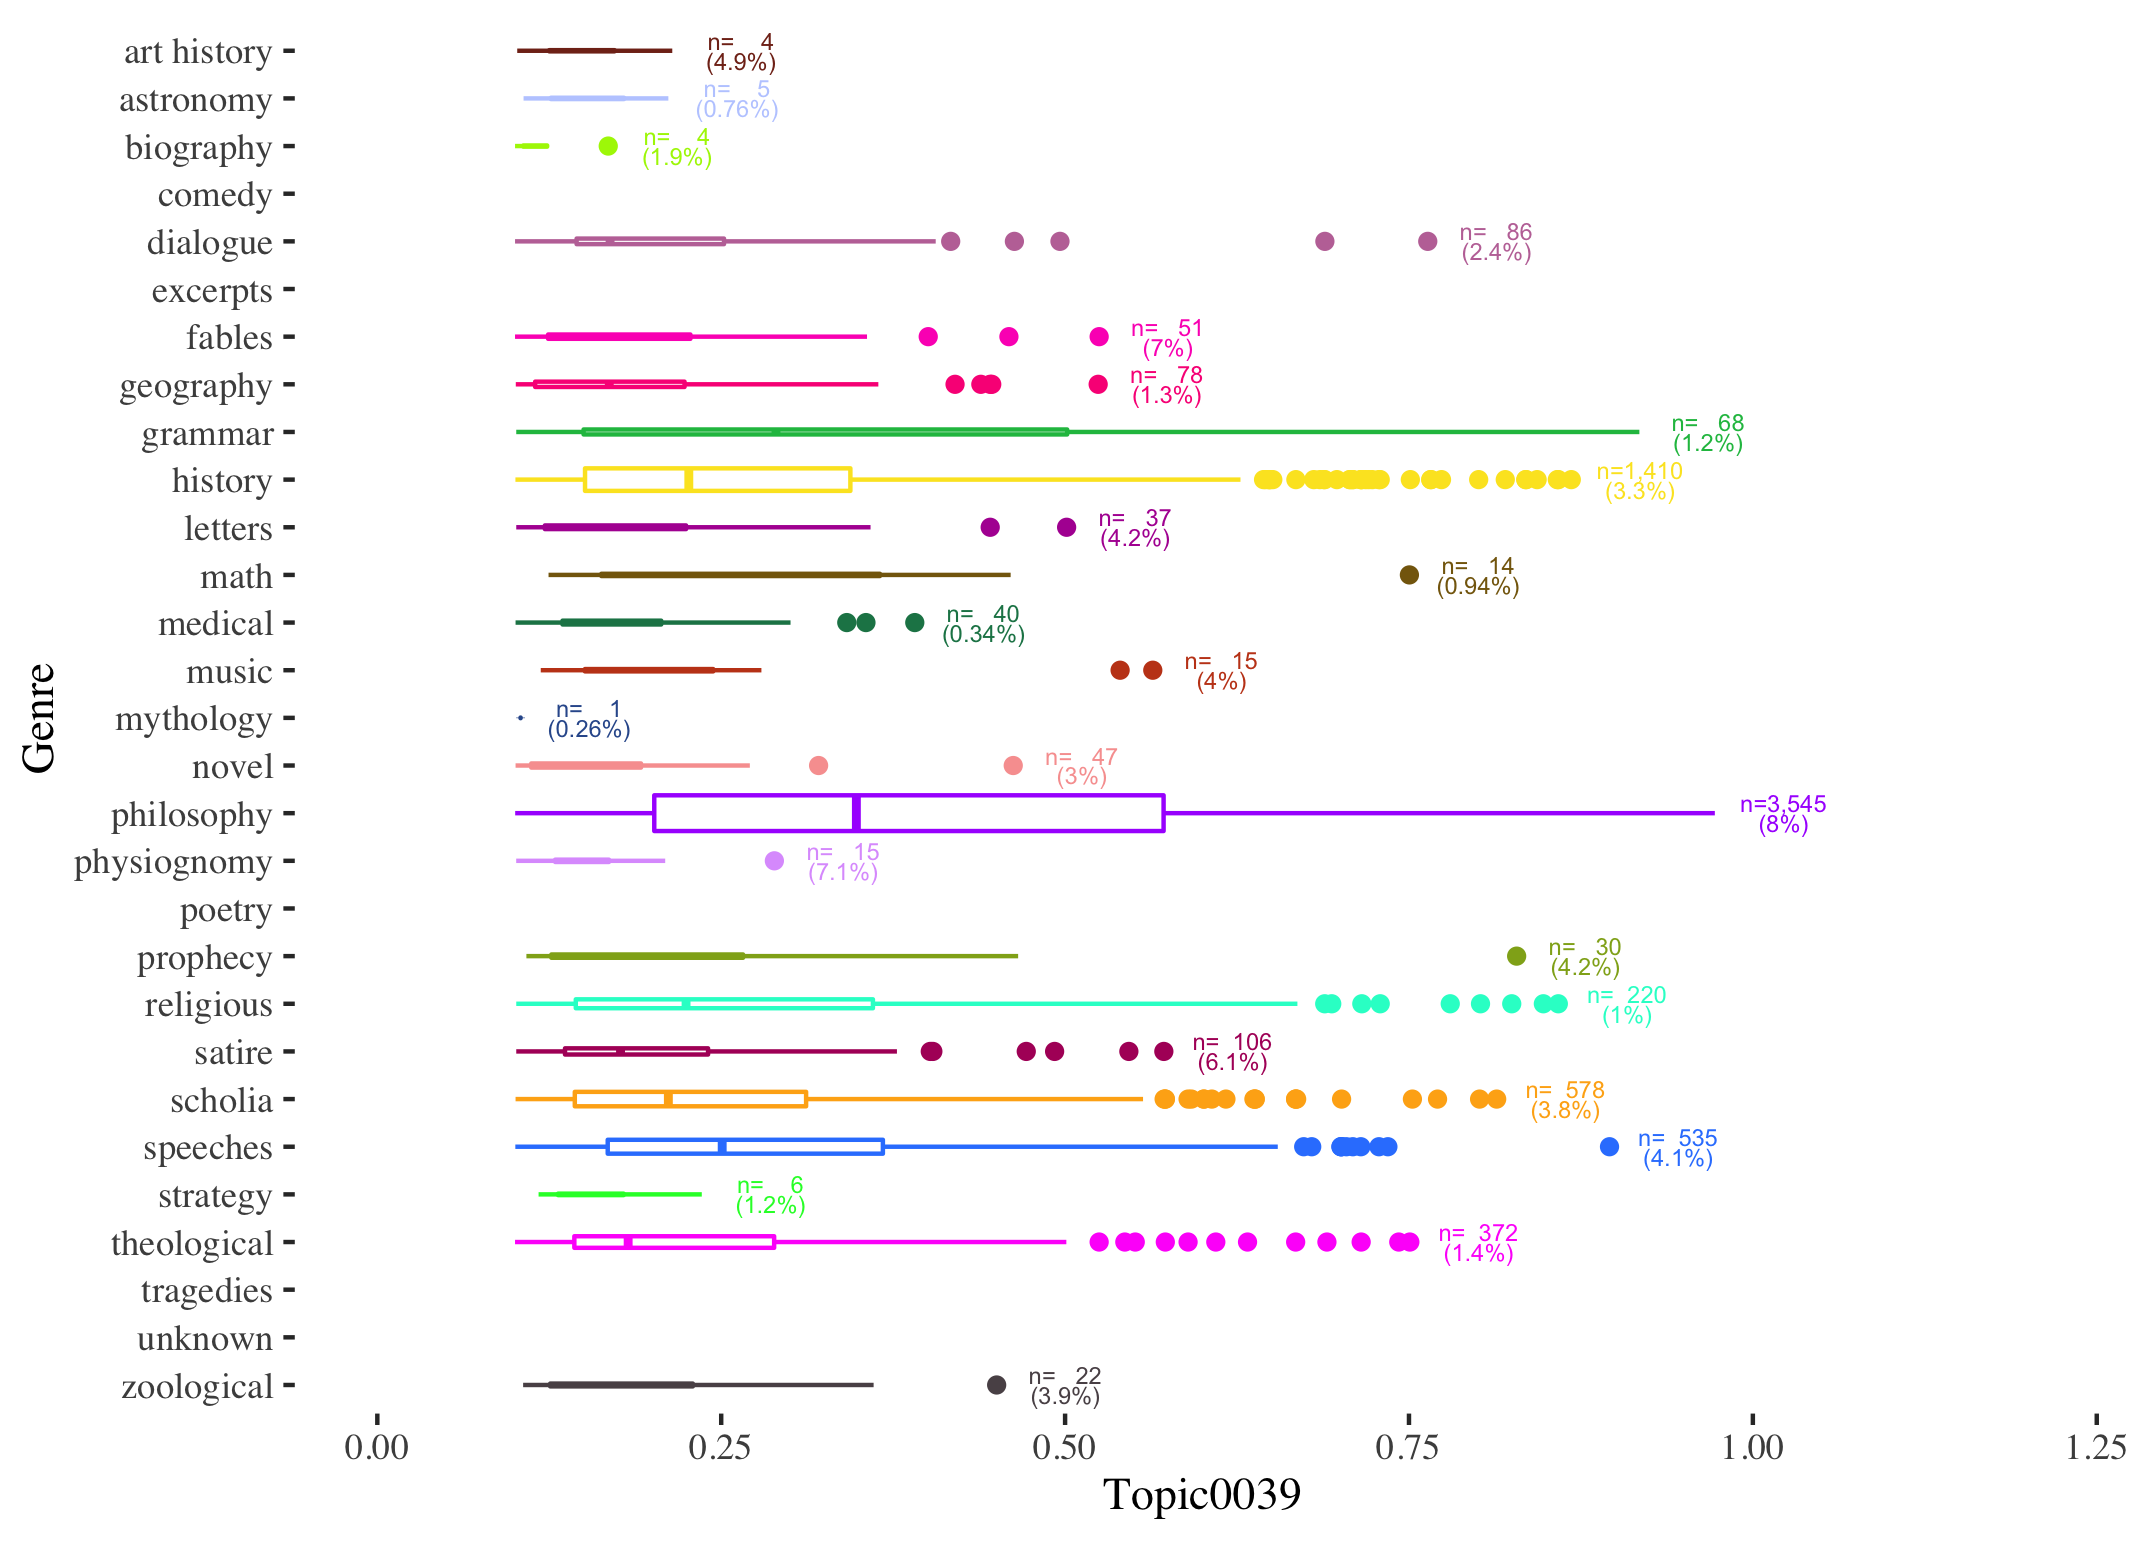 art history
n= 4
(4.9%)
astronomy
n= 5
(0.76%)
biography
n= 4
(1.9%)
comedy
dialogue
n= 86
(2.4%)
excerpts
fables
n= 51
(7%)
geography
n= 78
(1.3%)
grammar
n= 68
(1.2%)
history
n=1,410
(3.3%)
letters
n= 37
(4.2%)
math
n= 14
(0.94%)
medical
n= 40
(0.34%)
music
n= 15
(4%)
mythology
n= 1
(0.26%)
novel
n= 47
(3%)
philosophy
n=3,545
(8%)
physiognomy
n= 15
(7.1%)
poetry
prophecy
n= 30
(4.2%)
religious
n= 220
(1%)
satire
n= 106
(6.1%)
scholia
n= 578
(3.8%)
speeches
n= 535
(4.1%)
strategy
n= 6
(1.2%)
theological
n= 372
(1.4%)
tragedies
unknown
zoological
n= 22
(3.9%)
Genre
0.00 0.25 0.50 0.75 1.00 1.25
Topic0039